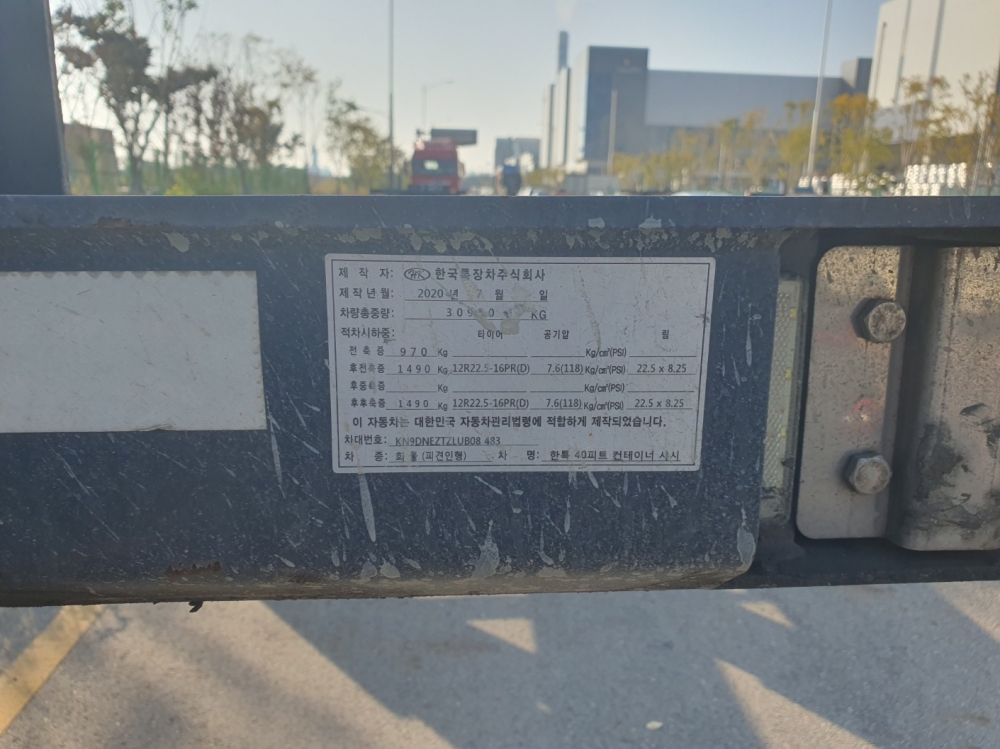 제 작 자: HK 한국특장차주식회사
제작년월: 2020 년 7 월 일
차량총중량: KG
적차시하중: 타이어 공기압 림
전 축 중 970 Kg Kg/㎠(PSI)
후전축중 1490 Kg 12R22.5-16PR(D) 7.6(118) Kg/㎠(PSI) 22.5 x 8.25
후중축중 Kg Kg/㎠(PSI)
후후축중 1490 Kg 12R22.5-16PR(D) 7.6(118) Kg/㎠(PSI) 22.5 x 8.25
이 자동차는 대한민국 자동차관리법령에 적합하게 제작되었습니다.
차대번호: KN9DNEZTZLUB08 483
차 종: 화 물 (피견인형) 차 명: 한특 40피트 컨테이너 샤시